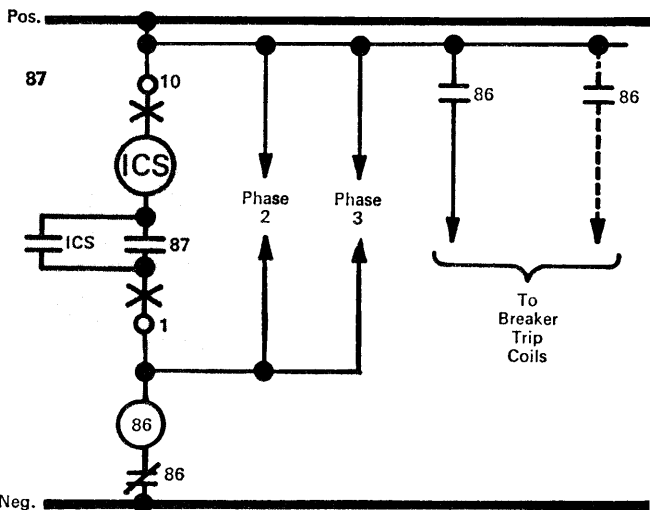 Pos.
87
10
86
86
ICS
Phase
2
Phase
3
ICS
87
1
To
Breaker
Trip
Coils
86
86
Neg.